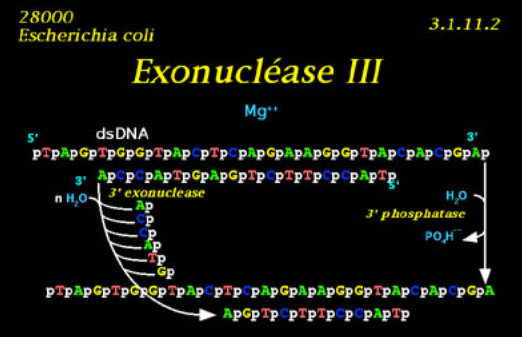 28000
Escherichia coli
3.1.11.2
Exonucléase III
Mg++
5'
dsDNA
3'
pTpApGpTpGpGpTpApCpTpCpApGpApApGpGpTpApCpApCpGpAp
3'
ApCpCpApTpGpApGpTpCpTpTpCpCpApTp
5'
3' exonuclease
n H₂O
Ap
Cp
Cp
Ap
Tp
Gp
H₂O
3' phosphatase
PO₄H⁻⁻
pTpApGpTpGpGpTpApCpTpCpApGpApApGpGpTpApCpApCpGpA
ApGpTpCpTpTpCpCpApTp